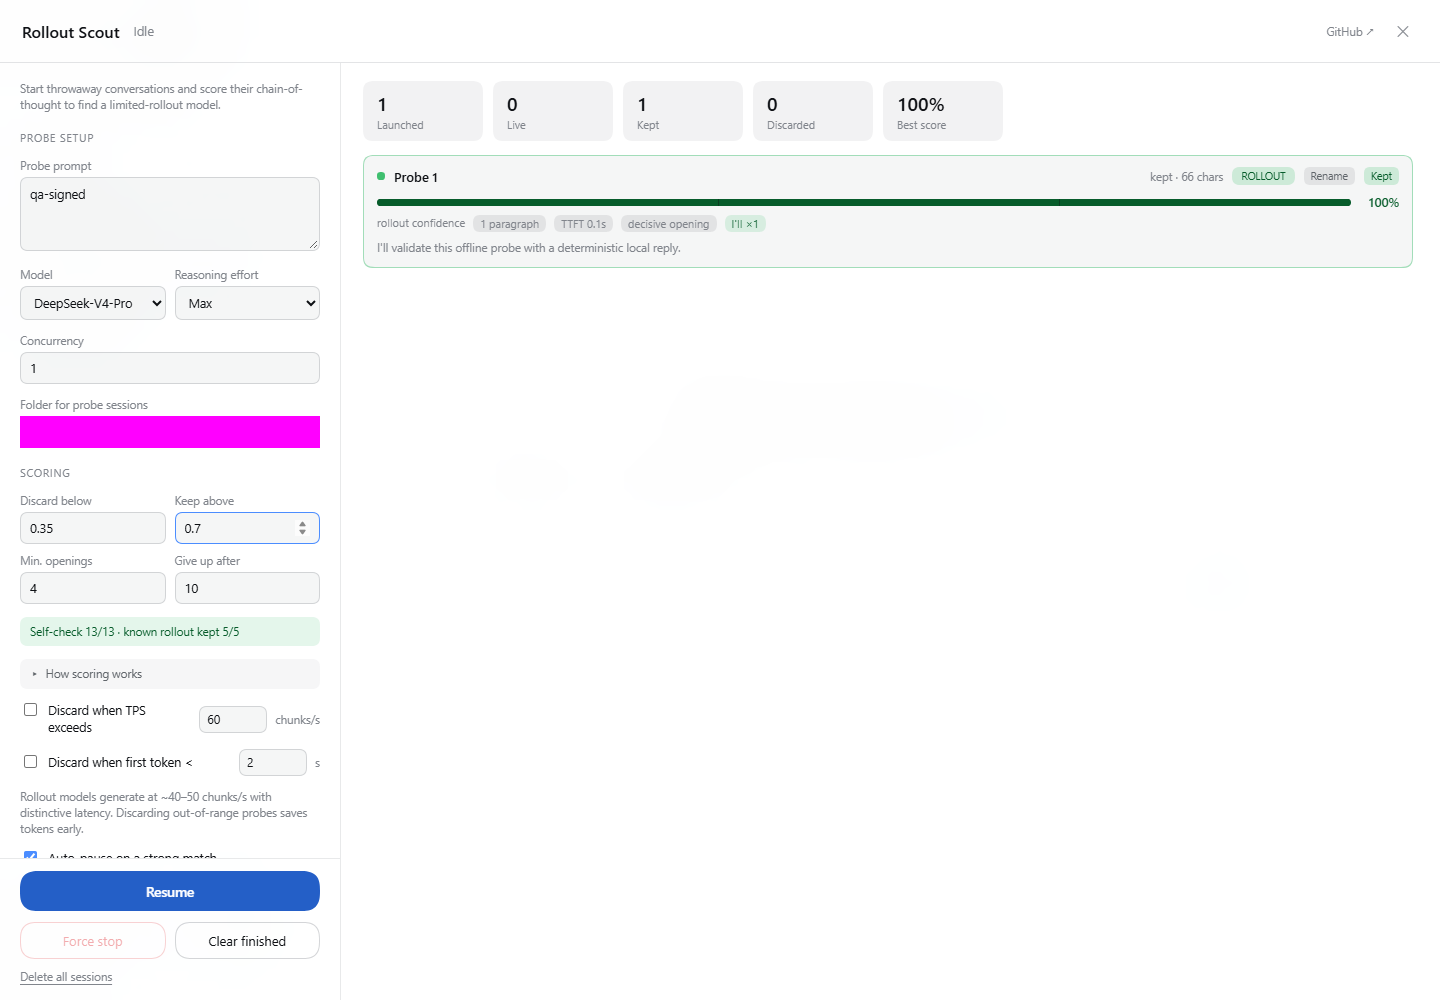 Rollout Scout Idle
GitHub ↗
Start throwaway conversations and score their chain-of-
thought to find a limited-rollout model.
PROBE SETUP
Probe prompt
qa-signed
Model
Reasoning effort
DeepSeek-V4-Pro
Max
Concurrency
1
Folder for probe sessions
SCORING
Discard below
Keep above
0.35
0.7
Min. openings
Give up after
4
10
Self-check 13/13 · known rollout kept 5/5
How scoring works
Discard when TPS
exceeds
60
chunks/s
Discard when first token <
2
s
Rollout models generate at ~40–50 chunks/s with
distinctive latency. Discarding out-of-range probes saves
tokens early.
Auto-pause on a strong match
Resume
Force stop
Clear finished
Delete all sessions
1
Launched
0
Live
1
Kept
0
Discarded
100%
Best score
Probe 1
kept · 66 chars
ROLLOUT
Rename
Kept
100%
rollout confidence
1 paragraph
TTFT 0.1s
decisive opening
I'll ×1
I'll validate this offline probe with a deterministic local reply.